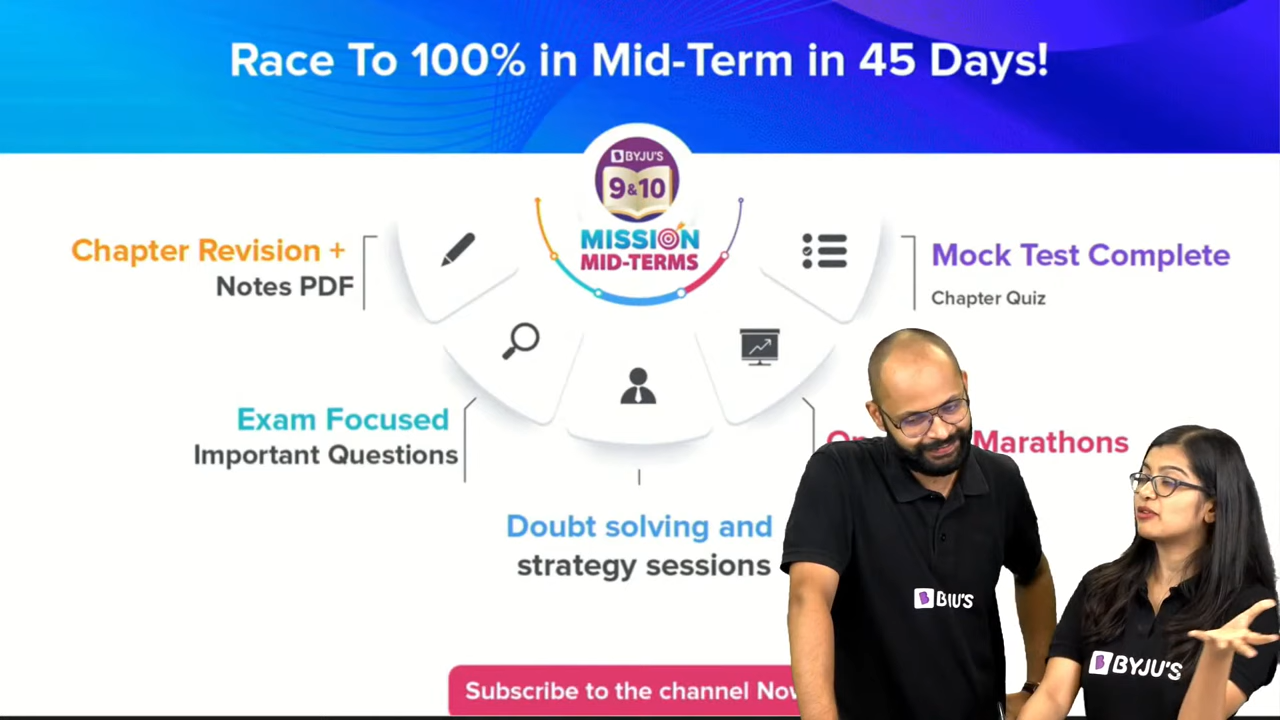 Race To 100% in Mid-Term in 45 Days!
BYJU'S
9&10
MISSION
MID-TERMS
Chapter Revision +
Notes PDF
Mock Test Complete
Chapter Quiz
Exam Focused
Important Questions
Marathons
Doubt solving and
strategy sessions
BYJU'S
Subscribe to the channel